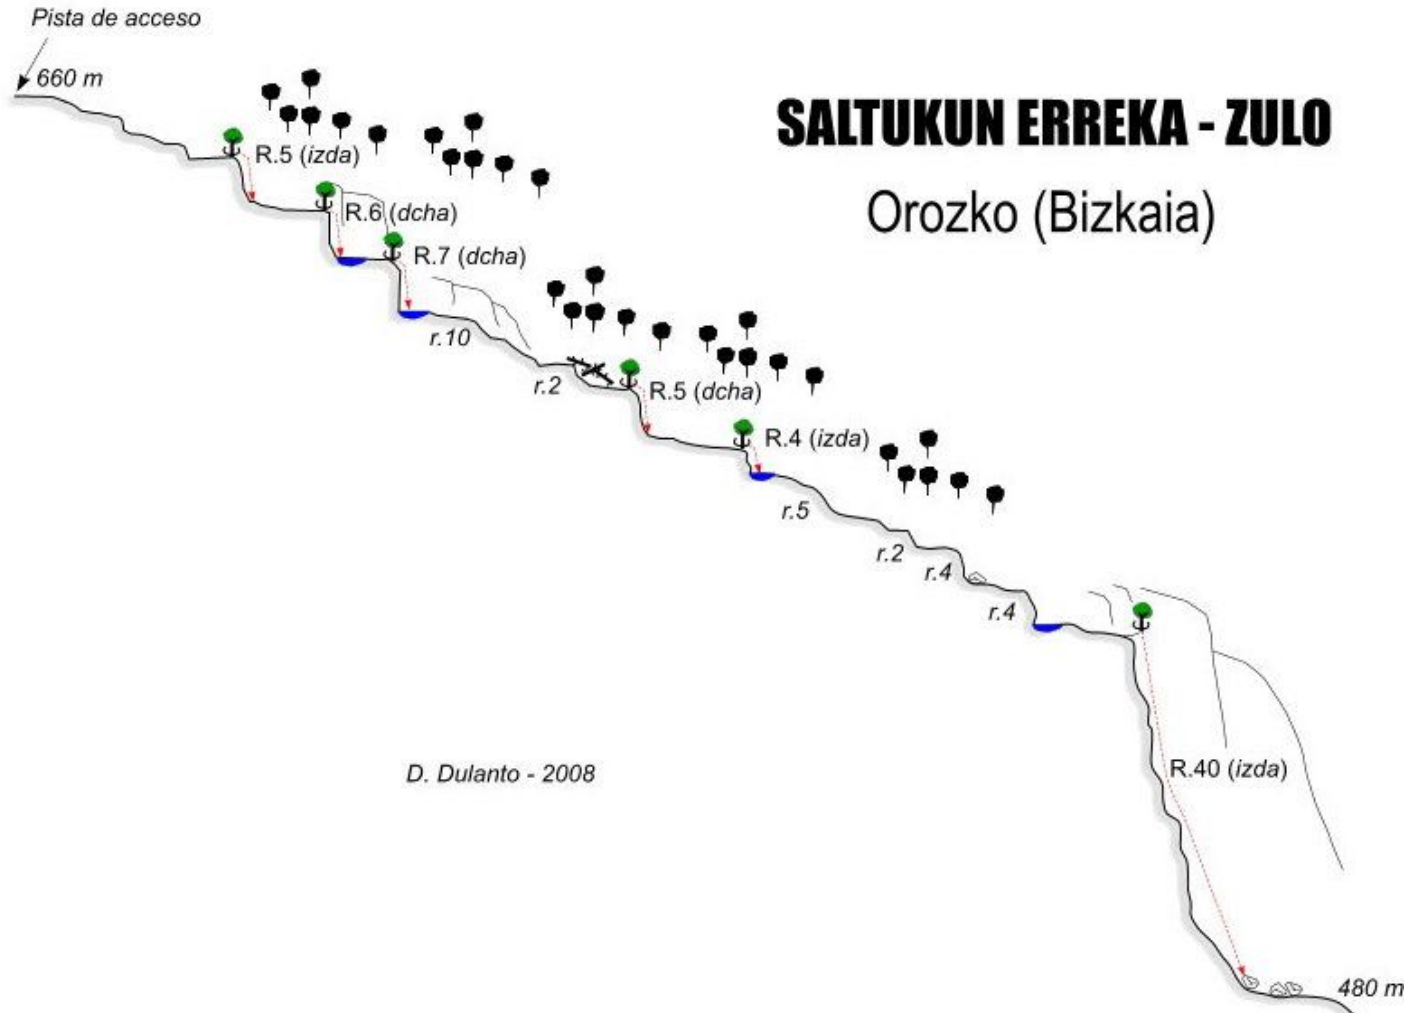 Pista de acceso
660 m
SALTUKUN ERREKA - ZULO
Orozko (Bizkaia)
R.5 (izda)
R.6 (dcha)
R.7 (dcha)
r.10
r.2
R.5 (dcha)
R.4 (izda)
r.5
r.2
r.4
r.4
R.40 (izda)
D. Dulanto - 2008
480 m